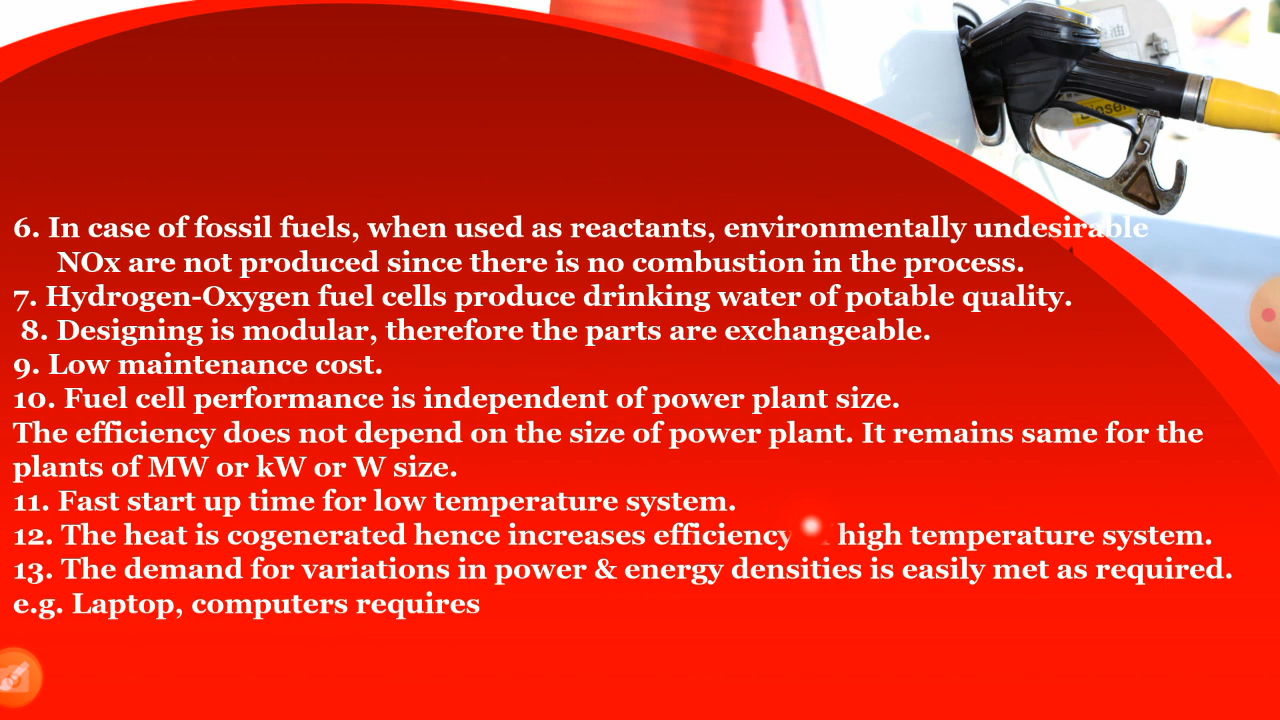 6. In case of fossil fuels, when used as reactants, environmentally undesirable
NOx are not produced since there is no combustion in the process.
7. Hydrogen-Oxygen fuel cells produce drinking water of potable quality.
8. Designing is modular, therefore the parts are exchangeable.
9. Low maintenance cost.
10. Fuel cell performance is independent of power plant size.
The efficiency does not depend on the size of power plant. It remains same for the
plants of MW or kW or W size.
11. Fast start up time for low temperature system.
12. The heat is cogenerated hence increases efficiency high temperature system.
13. The demand for variations in power & energy densities is easily met as required.
e.g. Laptop, computers requires